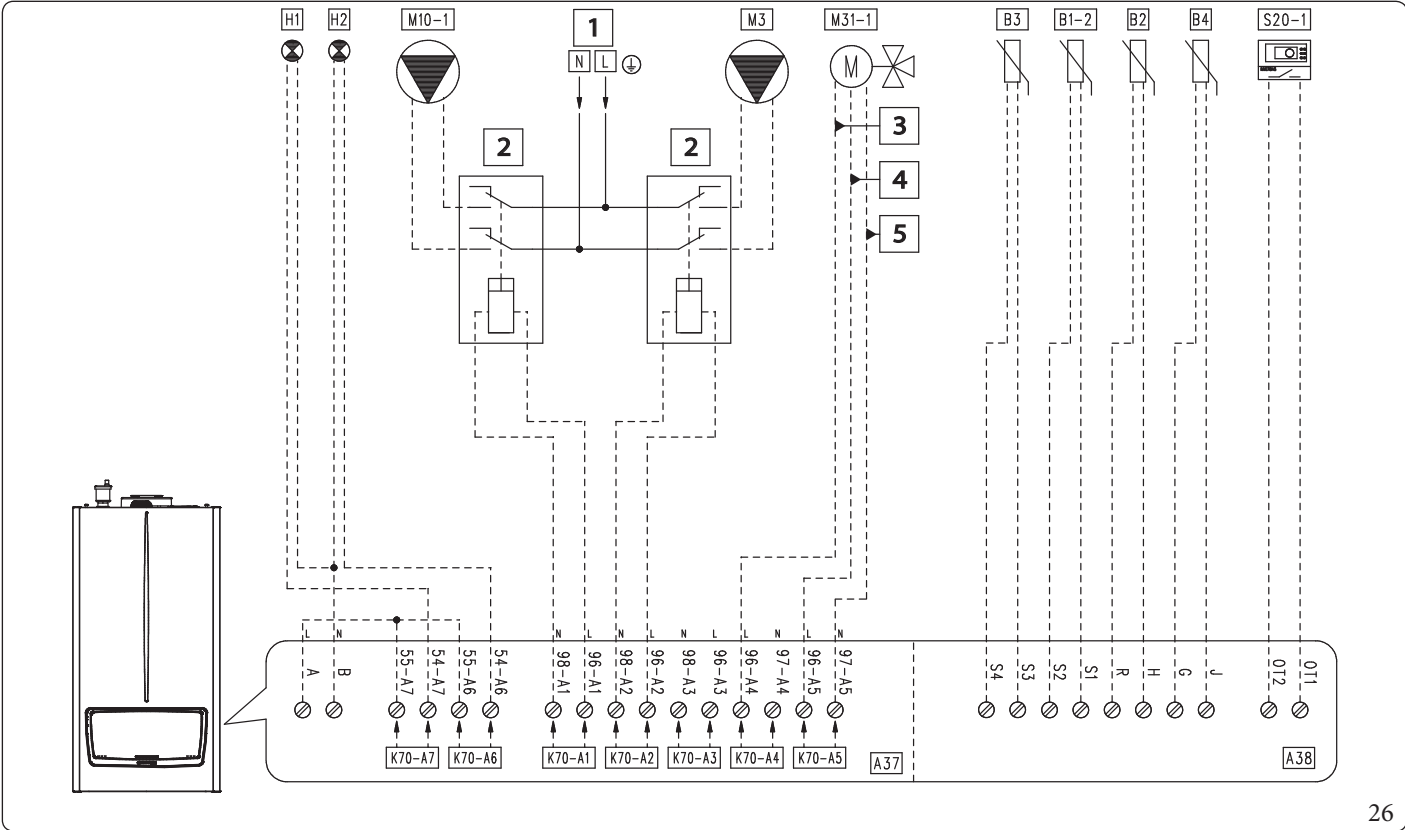 H1 H2 M10-1 1 M3 M31-1 B3 B1-2 B2 B4 S20-1
N L
M
3
2 2
4
5
L N N L N L N L L N L N
A B 55-A7 54-A7 55-A6 54-A6 98-A1 96-A1 98-A2 96-A2 98-A3 96-A3 96-A4 97-A4 96-A5 97-A5 S4 S3 S2 S1 R H G J OT2 OT1
K70-A7 K70-A6 K70-A1 K70-A2 K70-A3 K70-A4 K70-A5 A37 A38
26